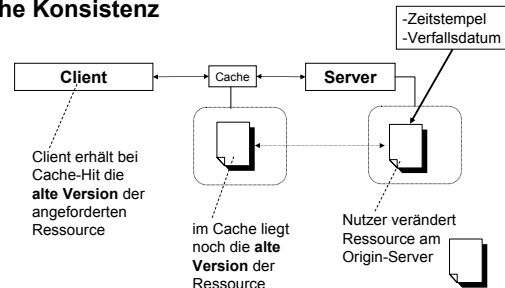 he Konsistenz
-Zeitstempel
-Verfallsdatum
Client
Cache
Server
Client erhält bei
Cache-Hit die
alte Version der
angeforderten
Ressource
im Cache liegt
noch die alte
Version der
Ressource
Nutzer verändert
Ressource am
Origin-Server